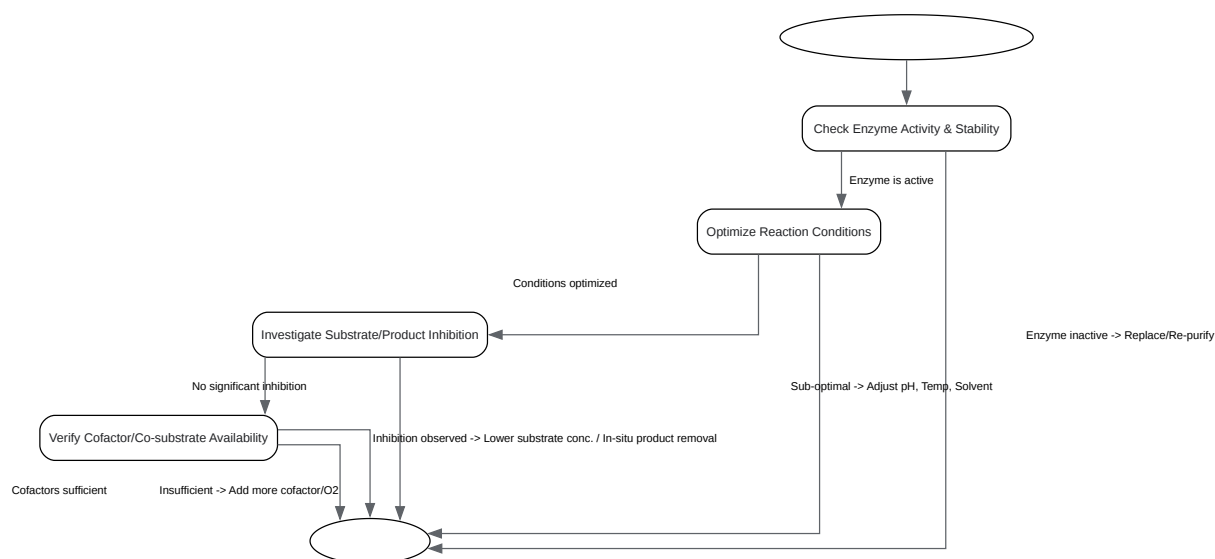 Check Enzyme Activity & Stability
Enzyme is active
Optimize Reaction Conditions
Conditions optimized
Investigate Substrate/Product Inhibition
Enzyme inactive -> Replace/Re-purify
No significant inhibition
Sub-optimal -> Adjust pH, Temp, Solvent
Verify Cofactor/Co-substrate Availability
Inhibition observed -> Lower substrate conc. / In-situ product removal
Cofactors sufficient
Insufficient -> Add more cofactor/O2